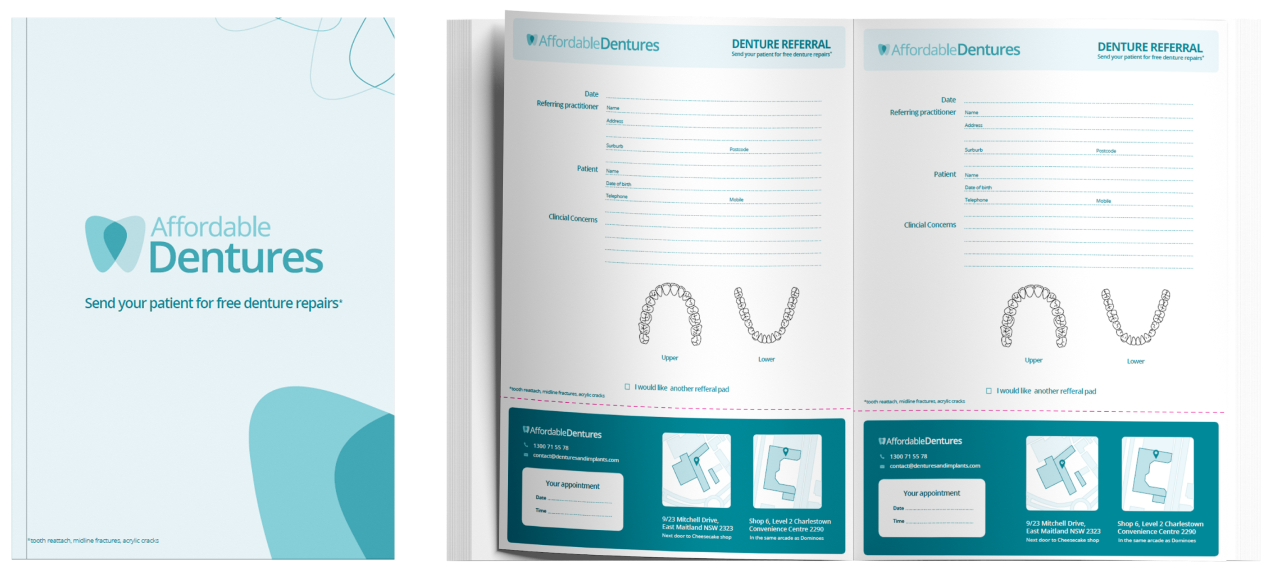 Affordable
Dentures
Send your patient for free denture repairs*
*tooth reattach, midline fractures, acrylic cracks
AffordableDentures
DENTURE REFERRAL
Send your patient for free denture repairs*
Date
Referring practitioner
Name
Address
Suburb Postcode
Patient
Name
Date of birth
Telephone Mobile
Clincial Concerns
Upper Lower
I would like another refferal pad
*tooth reattach, midline fractures, acrylic cracks
AffordableDentures
1300 71 55 78
contact@denturesandimplants.com
Your appointment
Date
Time
9/23 Mitchell Drive,
East Maitland NSW 2323
Next door to Cheesecake shop
Shop 6, Level 2 Charlestown
Convenience Centre 2290
In the same arcade as Dominoes
AffordableDentures
DENTURE REFERRAL
Send your patient for free denture repairs*
Date
Referring practitioner
Name
Address
Suburb Postcode
Patient
Name
Date of birth
Telephone Mobile
Clincial Concerns
Upper Lower
I would like another refferal pad
*tooth reattach, midline fractures, acrylic cracks
AffordableDentures
1300 71 55 78
contact@denturesandimplants.com
Your appointment
Date
Time
9/23 Mitchell Drive,
East Maitland NSW 2323
Next door to Cheesecake shop
Shop 6, Level 2 Charlestown
Convenience Centre 2290
In the same arcade as Dominoes